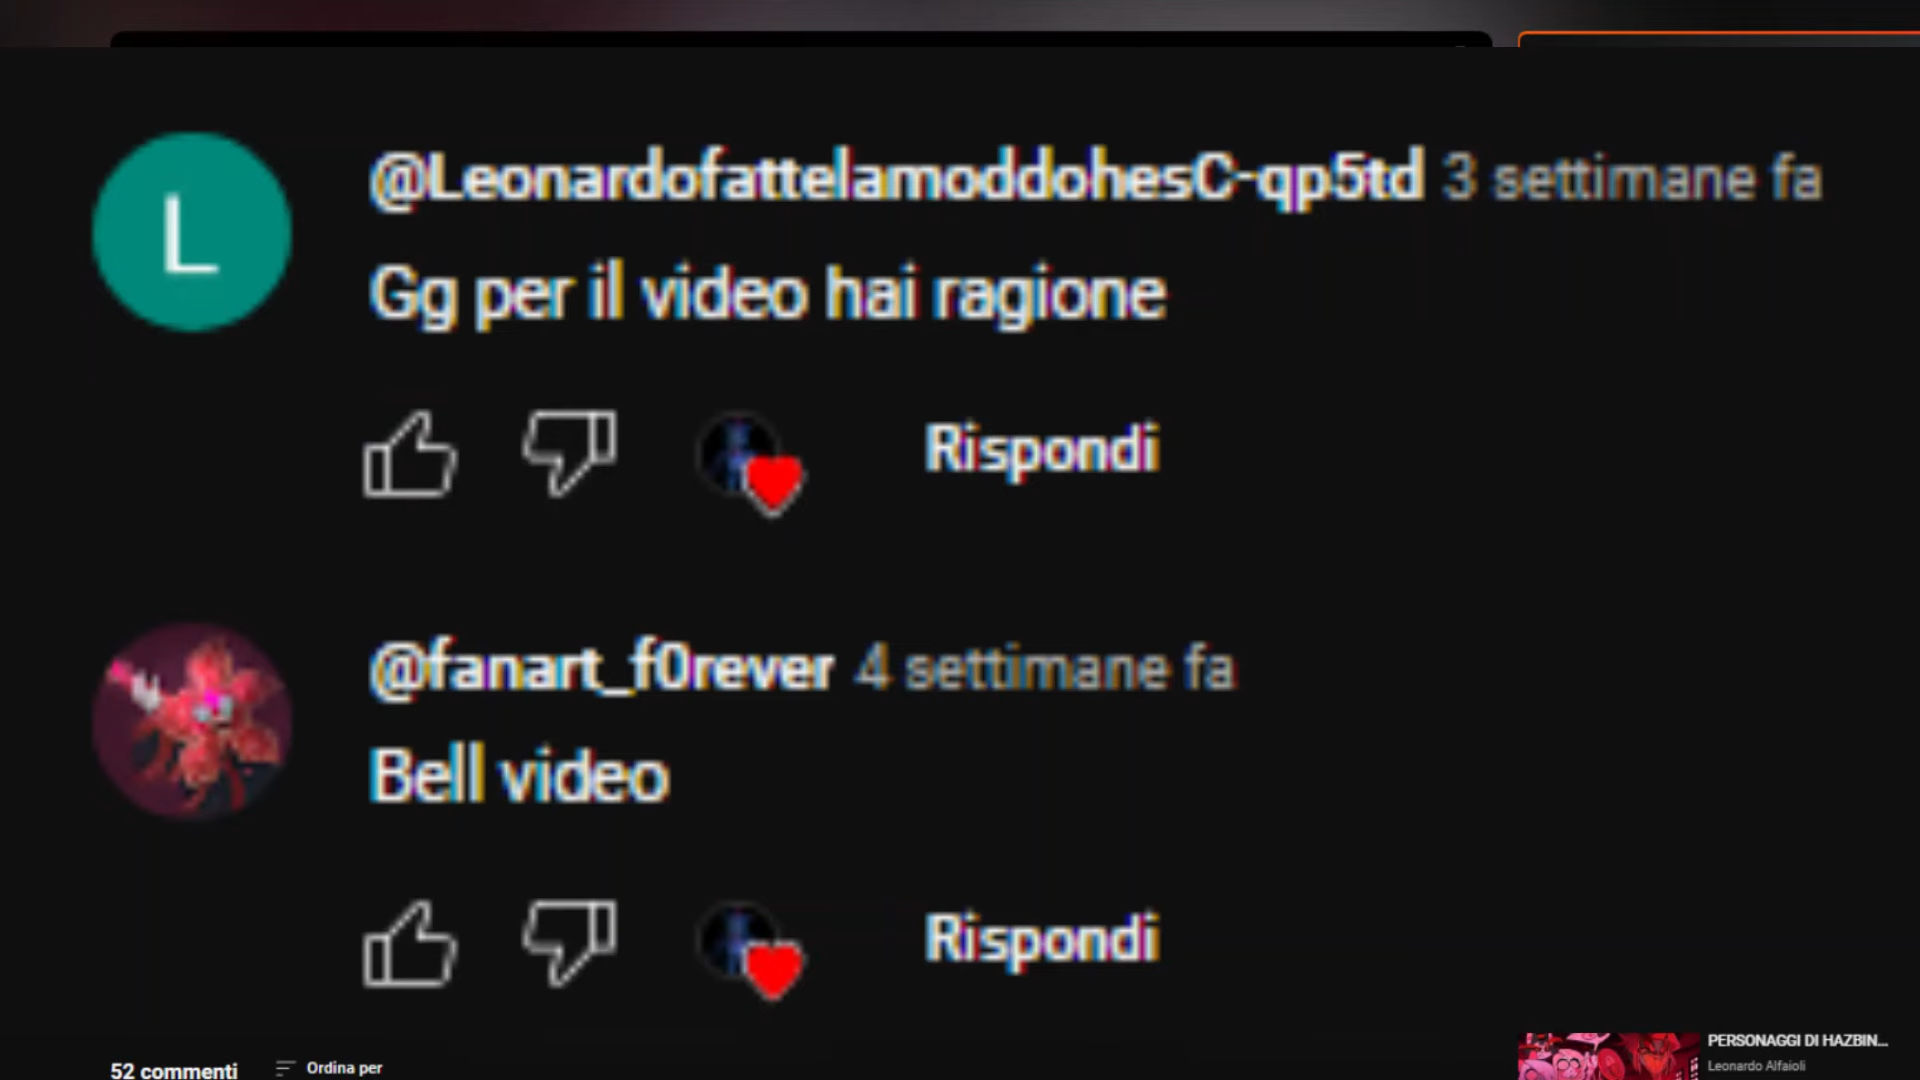 L
@LeonardofattelamoddohesC-qp5td 3 settimane fa
Gg per il video hai ragione
Rispondi
@fanart_f0rever 4 settimane fa
Bell video
Rispondi
52 commenti Ordina per
PERSONAGGI DI HAZBIN...
Leonardo Alfaioli